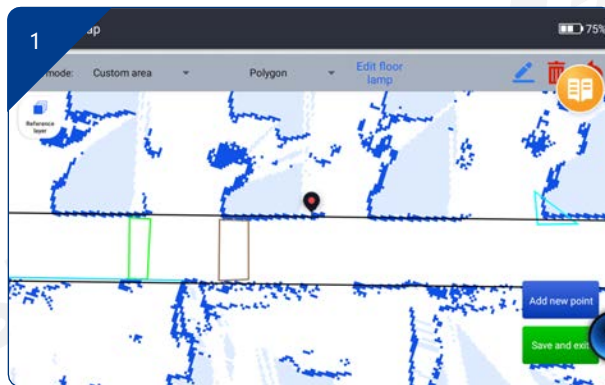 1
ap
75%
mode:
Custom area
Polygon
Edit floor
lamp
Reference
layer
Add new point
Save and exit